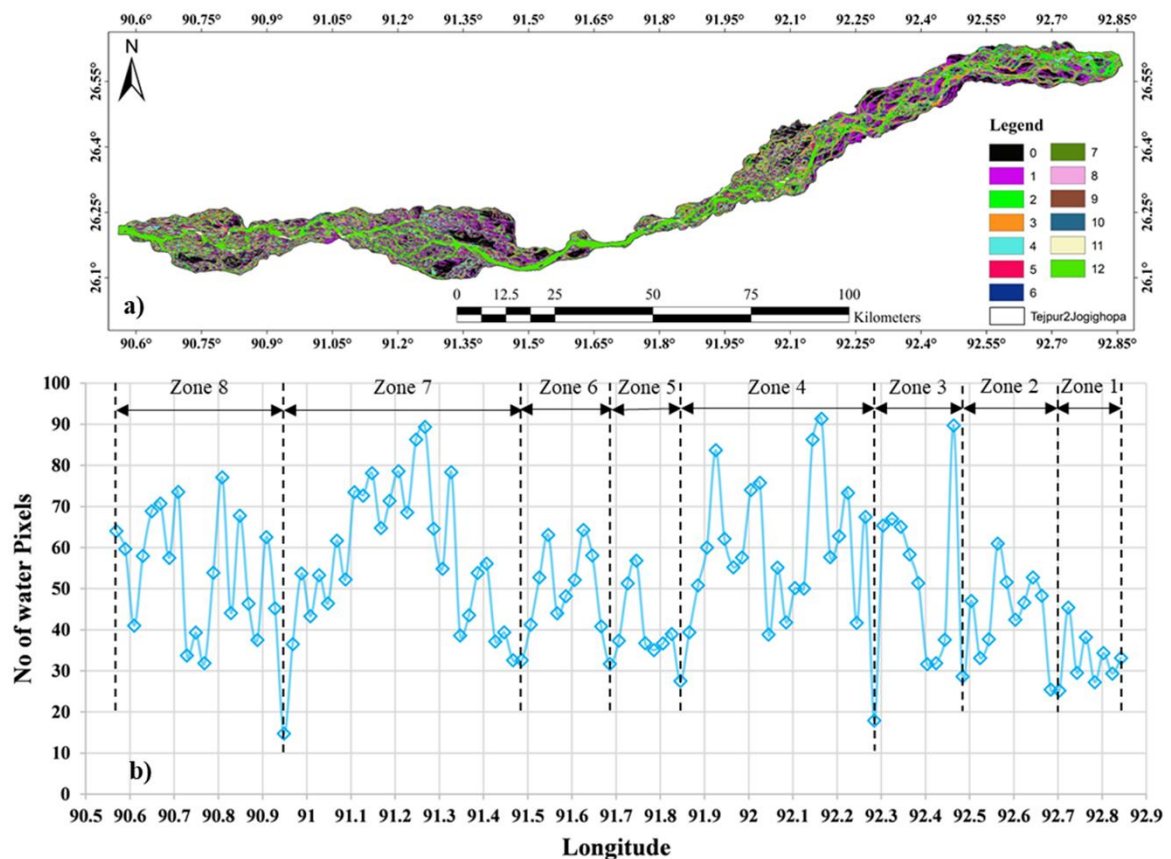 90.6° 90.75° 90.9° 91.05° 91.2° 91.35° 91.5° 91.65° 91.8° 91.95° 92.1° 92.25° 92.4° 92.55° 92.7° 92.85°
a)
N
26.55° 26.55°
26.4° 26.4°
26.25° 26.25°
26.1° 26.1°
Legend
0 7
1 8
2 9
3 10
4 11
5 12
6 Tejpur2Jogighopa
0 12.5 25 50 75 100
Kilometers
a)
90.6° 90.75° 90.9° 91.05° 91.2° 91.35° 91.5° 91.65° 91.8° 91.95° 92.1° 92.25° 92.4° 92.55° 92.7° 92.85°
Zone 8 Zone 7 Zone 6 Zone 5 Zone 4 Zone 3 Zone 2 Zone 1
No of water Pixels
100
90
80
70
60
50
40
30
20
10
0
b)
90.5 90.6 90.7 90.8 90.9 91 91.1 91.2 91.3 91.4 91.5 91.6 91.7 91.8 91.9 92 92.1 92.2 92.3 92.4 92.5 92.6 92.7 92.8 92.9
Longitude